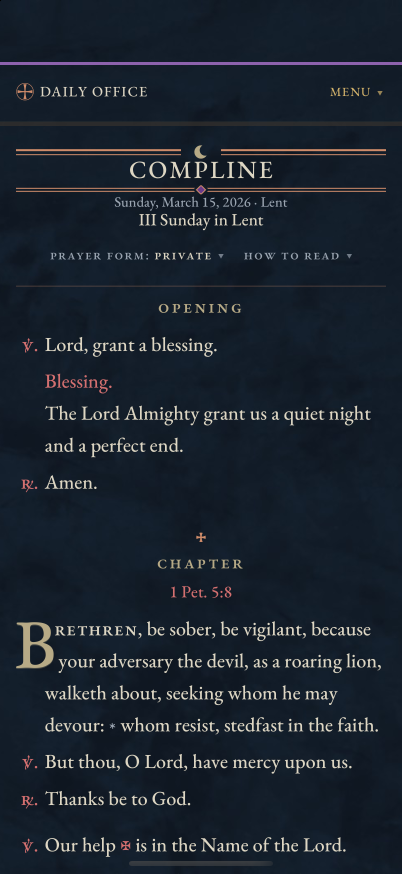 DAILY OFFICE
MENU ▼
COMPLINE
Sunday, March 15, 2026 · Lent
III Sunday in Lent
PRAYER FORM: PRIVATE ▼ HOW TO READ ▼
OPENING
℣. Lord, grant a blessing.
Blessing.
The Lord Almighty grant us a quiet night
and a perfect end.
℟. Amen.
✠
CHAPTER
1 Pet. 5:8
BRETHREN, be sober, be vigilant, because
your adversary the devil, as a roaring lion,
walketh about, seeking whom he may
devour: * whom resist, stedfast in the faith.
℣. But thou, O Lord, have mercy upon us.
℟. Thanks be to God.
℣. Our help ✠ is in the Name of the Lord.